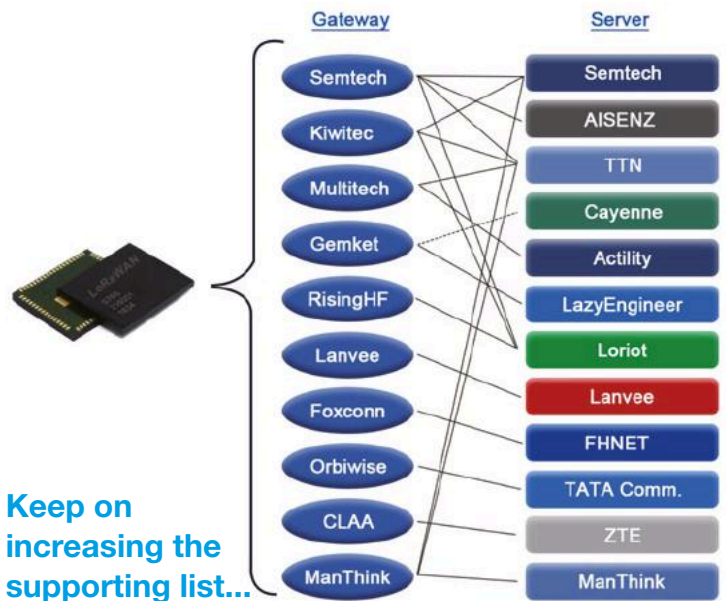 Gateway
Server
Semtech
Kiwitec
Multitech
Gemket
RisingHF
Lanvee
Foxconn
Orbiwise
CLAA
ManThink
Semtech
AISENZ
TTN
Cayenne
Actility
LazyEngineer
Loriot
Lanvee
FHNET
TATA Comm.
ZTE
ManThink
LoRaWAN
Keep on
increasing the
supporting list...